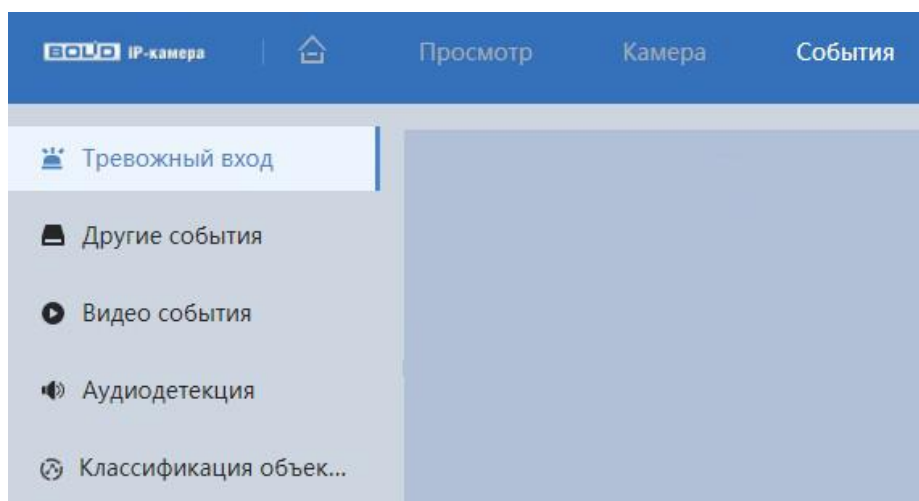 BOLID IP-камера Просмотр Камера События
Тревожный вход
Другие события
Видео события
Аудиодетекция
Классификация объек...